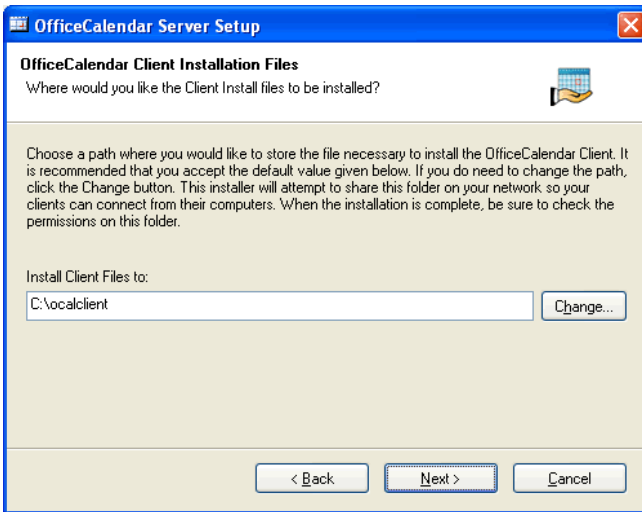 OfficeCalendar Server Setup
OfficeCalendar Client Installation Files
Where would you like the Client Install files to be installed?
Choose a path where you would like to store the file necessary to install the OfficeCalendar Client. It
is recommended that you accept the default value given below. If you do need to change the path,
click the Change button. This installer will attempt to share this folder on your network so your
clients can connect from their computers. When the installation is complete, be sure to check the
permissions on this folder.
Install Client Files to:
C:\ocalclient
Change...
< Back
Next >
Cancel